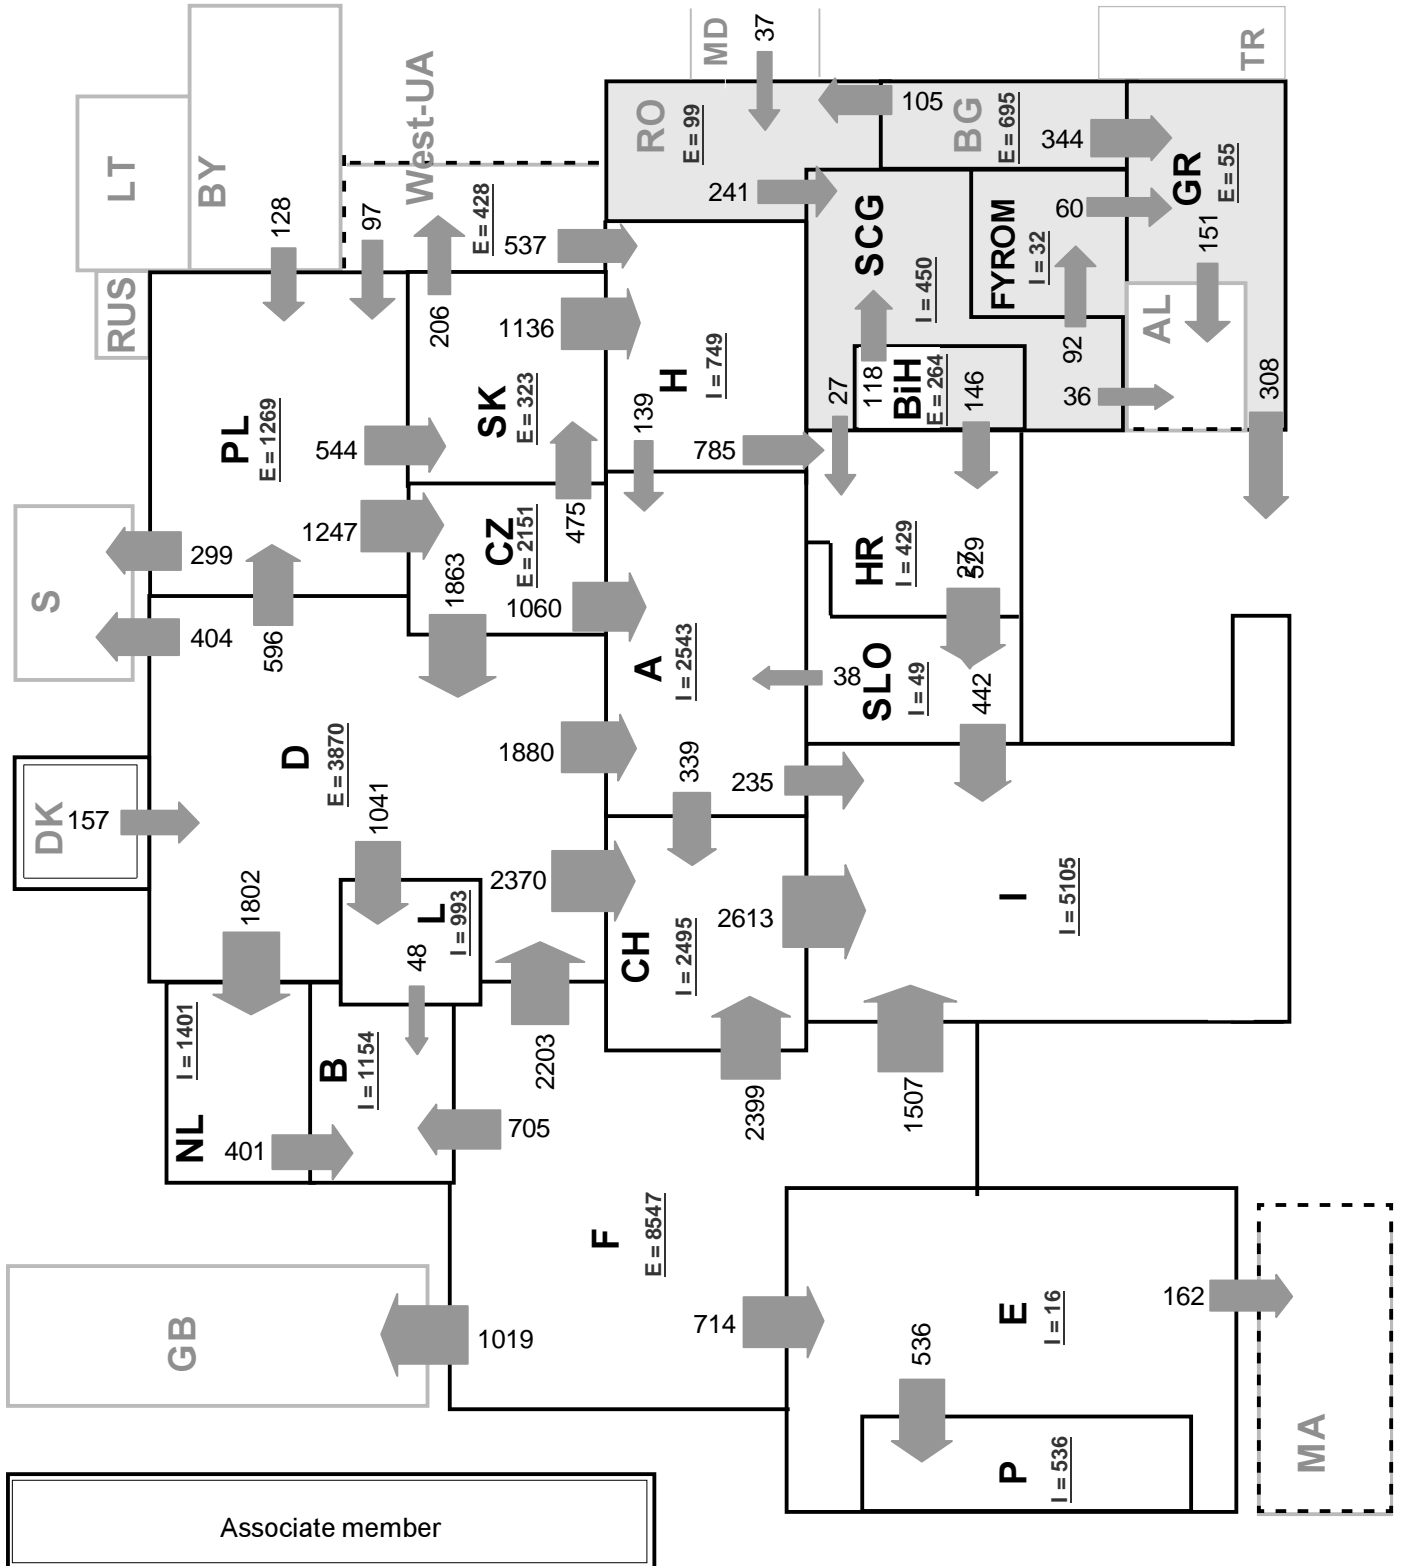 MD
37
TR
LT
BY
West-UA
RO
E = 99
105
BG
E = 695
344
GR
E = 55
128
97
E = 428
537
241
SCG
I = 450
FYROM
I = 32
60
151
RUS
206
1136
H
I = 749
118
92
AL
PL
E = 1269
544
SK
E = 323
139
785
27
BiH
E = 264
146
36
308
S
299
1247
CZ
E = 2151
475
HR
I = 429
27
529
404
596
1863
1060
A
I = 2543
38
SLO
I = 49
442
D
E = 3870
1880
339
235
DK
157
1041
1802
L
I = 993
2370
2613
I
I = 5105
48
CH
I = 2495
NL
I = 1401
B
I = 1154
401
705
2203
2399
1507
F
E = 8547
GB
1019
714
E
I = 16
162
536
P
I = 536
MA
Associate member